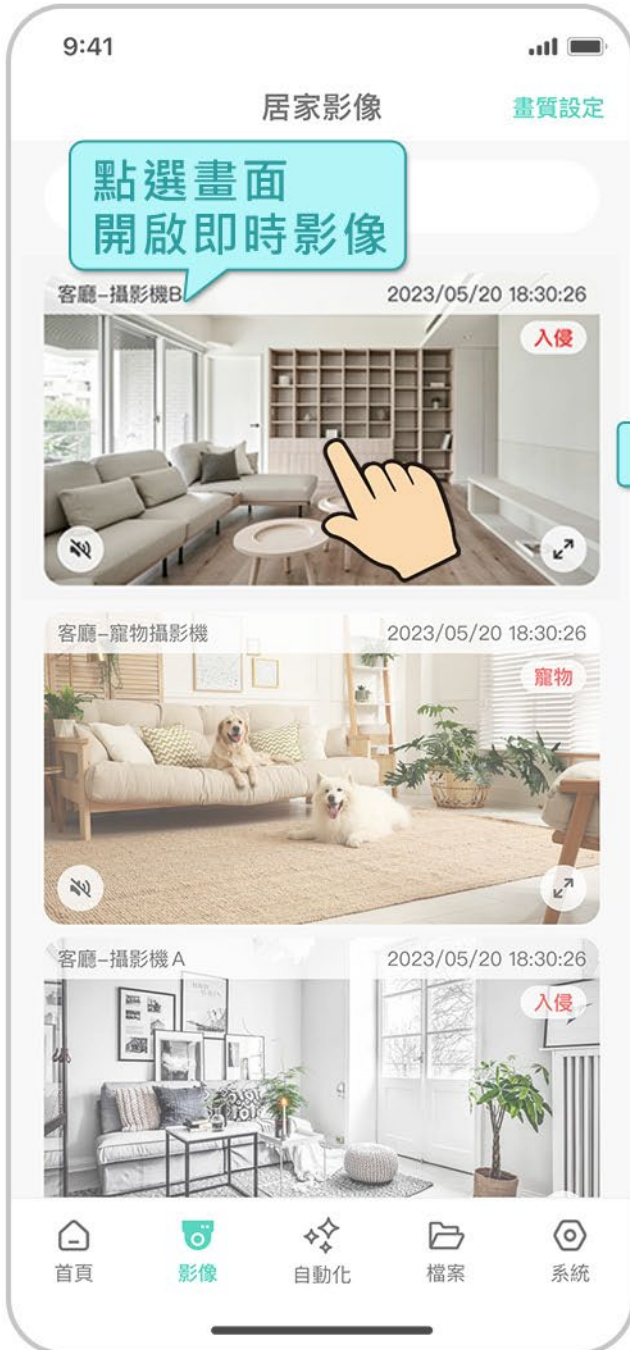 9:41
居家影像
畫質設定
點選畫面
開啟即時影像
客廳-攝影機B
2023/05/20 18:30:26
入侵
客廳-寵物攝影機
2023/05/20 18:30:26
寵物
客廳-攝影機A
2023/05/20 18:30:26
入侵
首頁
影像
自動化
檔案
系統